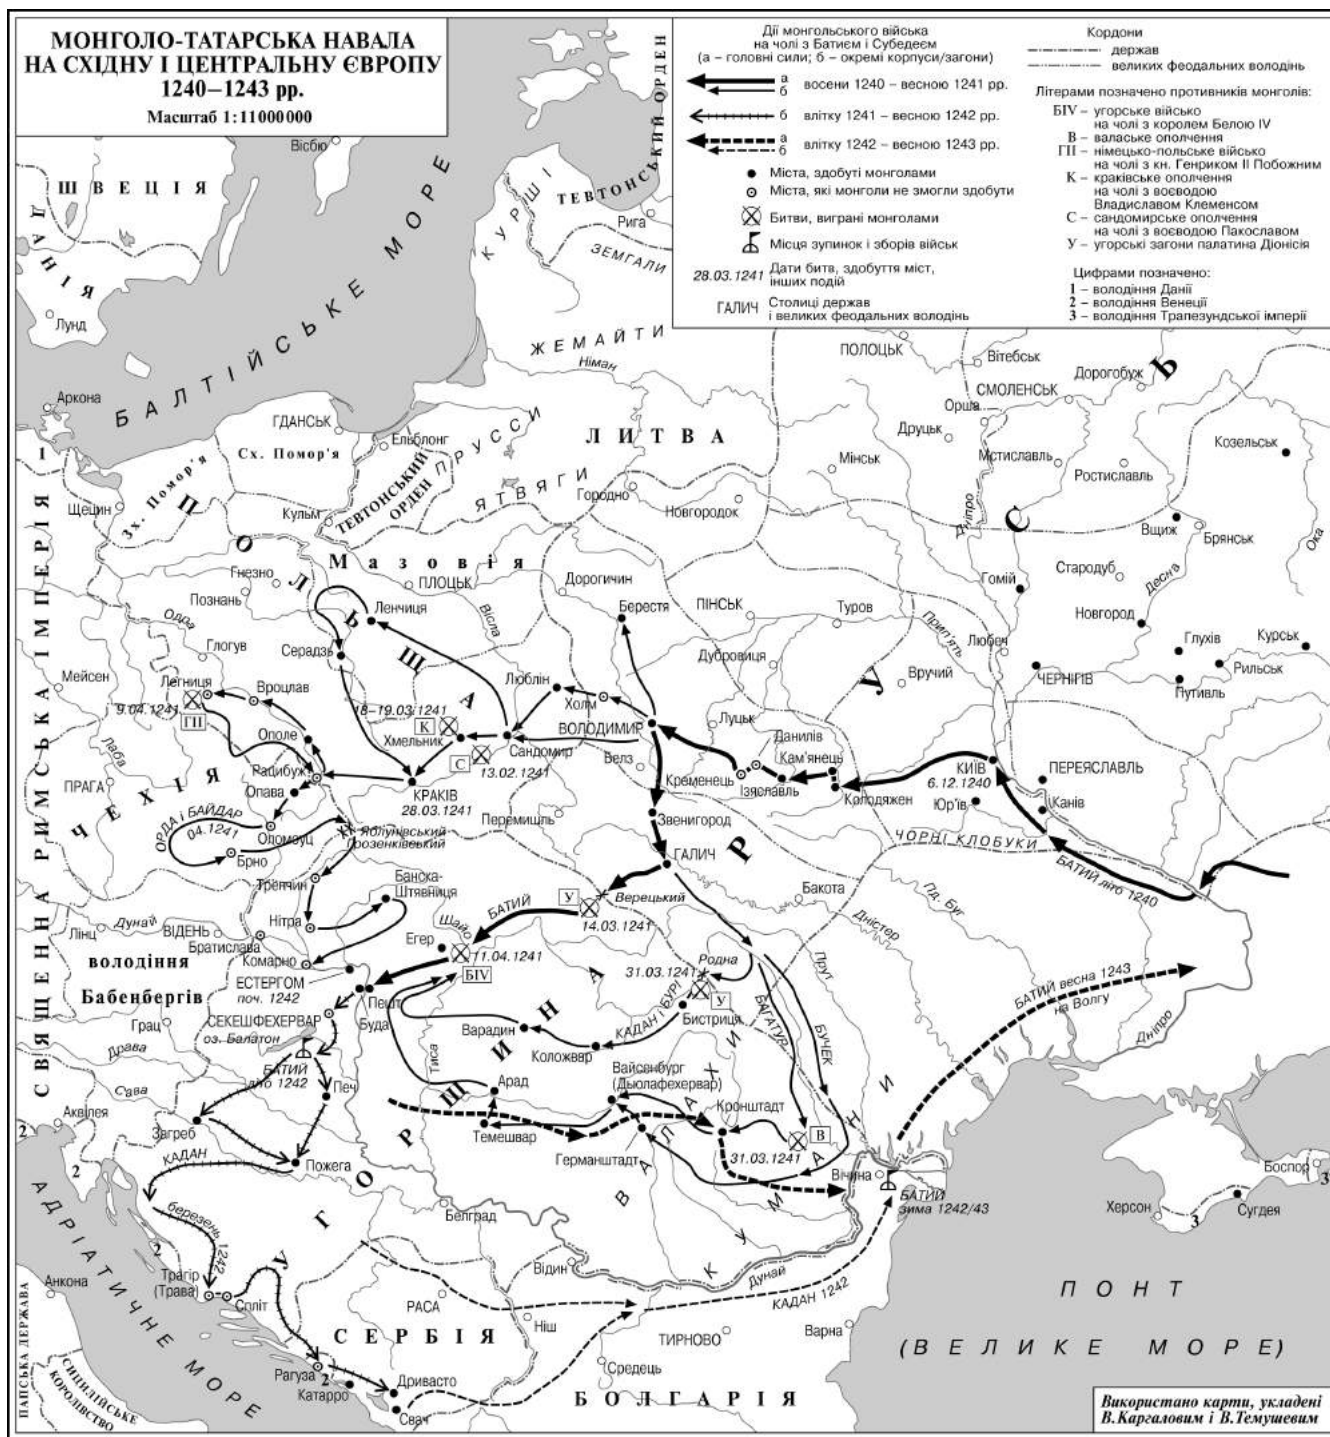 МОНГОЛО-ТАТАРСЬКА НАВАЛА
НА СХІДНУ І ЦЕНТРАЛЬНУ ЄВРОПУ
1240–1243 рр.
Масштаб 1:11000000
Дії монгольського війська
на чолі з Батиєм і Субедеєм
(а – головні сили; б – окремі корпуси/загони)
а
б
восени 1240 – весною 1241 рр.
б
влітку 1241 – весною 1242 рр.
а
б
влітку 1242 – весною 1243 рр.
Міста, здобуті монголами
Міста, які монголи не змогли здобути
Битви, виграні монголами
Місця зупинок і зборів військ
28.03.1241 Дати битв, здобуття міст,
інших подій
ГАЛИЧ Столиці держав
і великих феодальних володінь
Кордони
держав
великих феодальних володінь
Літерами позначено противників монголів:
БІV – угорське військо
на чолі з королем Белою IV
В – валаське ополчення
ГІІ – німецько-польське військо
на чолі з кн. Генриком ІІ Побожним
К – краківське ополчення
на чолі з воєводою
Владиславом Клеменсом
С – сандомирське ополчення
на чолі з воєводою Пакославом
У – угорські загони палатина Діонісія
Цифрами позначено:
1 – володіння Данії
2 – володіння Венеції
3 – володіння Трапезундської імперії
Вісбю
ШВЕЦІЯ
ДАНІЯ
Лунд
БАЛТІЙСЬКЕ МОРЕ
КУРШІ
ТЕВТОНСЬКИЙ ОРДЕН
Рига
ЗЕМГАЛИ
ЖЕМАЙТИ
Німан
ПОЛОЦЬК
Вітебськ
СМОЛЕНСЬК
Дорогобуж
Орша
Друцьк
Козельськ
Аркона
1
ГДАНСЬК
Сх. Помор'я
Ельблонг
ПРУССИ
ЛИТВА
Мінськ
Мстиславль
Ростиславль
Щецин
Зх. Помор'я
Кульм
ТЕВТОНСЬКИЙ
ОРДЕН
ЯТВЯГИ
Городно
Новгородок
Дніпро
Вщиж
Брянськ
Ока
ПОЛЬЩА
РУСЬ
Мазовія
Гнезно
ПЛОЦЬК
Дорогичин
Познань
Ленчиця
Вісла
Берестя
ПІНСЬК
Туров
Прип'ять
Гомій
Стародуб
Десна
Новгород
Одра
Глогув
Серадзь
Дубровиця
Любеч
Вручий
ЧЕРНІГІВ
Глухів
Курськ
Рильськ
Путивль
Мейсен
Легниця
9.04.1241
ГІІ
Вроцлав
Люблін
Холм
18–19.03.1241
К
Хмельник
С
13.02.1241
Сандомир
ВОЛОДИМИР
Луцьк
Данилів
Кам'янець
КИЇВ
6.12.1240
ПЕРЕЯСЛАВЛЬ
Ополе
Рацибуж
Лаба
ПРАГА
ЧЕХІЯ
Опава
КРАКІВ
28.03.1241
Белз
Кременець
Ізяславль
Колодяжен
Юр'їв
Канів
ОРДА і БАЙДАР
04.1241
Оломоуц
Брно
Яблунівський
Грозенківський
Перемишль
Звенигород
ЧОРНІ КЛОБУКИ
ГАЛИЧ
БАТИЙ літо 1240
Тренчин
Банска-
Штявниця
БАТИЙ
У
Верецький
14.03.1241
Бакота
Дністер
Пд. Буг
СВЯЩЕННА РИМСЬКА ІМПЕРІЯ
Дунай
Лінц
ВІДЕНЬ
Братислава
Нітра
Комарно
Егер
Шайо
11.04.1241
БІV
володіння
Бабенбергів
ЕСТЕРГОМ
поч. 1242
Пешт
Буда
31.03.1241
Родна
У
КАДАН і БУРІ
Бистриця
Прут
БАТИЙ весна 1243
на Волгу
СЕКЕШФЕХЕРВАР
оз. Балатон
Грац
Драва
Варадин
Коложвар
БАГАТУР
БУЧЕК
Дніпро
БАТИЙ
літо 1242
Тиса
УГОРЩИНА
Сава
Печ
Арад
Вайсенбург
(Дьюлафехервар)
ВАЛАХИ
Аквілея
2
Загреб
Темешвар
Кронштадт
Германштадт
31.03.1241
В
КУМАНИ
Вічина
БАТИЙ
зима 1242/43
КАДАН
2
Пожега
Боспор
3
Херсон
3
Сугдея
АДРІАТИЧНЕ МОРЕ
березень 1242
2
Белград
Відин
Дунай
КАДАН 1242
ПОНТ
(ВЕЛИКЕ МОРЕ)
ПАПСЬКА ДЕРЖАВА
Анкона
Трагір
(Трава)
Спліт
РАСА
СЕРБІЯ
Ніш
ТИРНОВО
Варна
Рагуза
2
Катарро
Дривасто
Свач
Средець
БОЛГАРІЯ
СИЦИЛІЙСЬКЕ
КОРОЛІВСТВО
Використано карти, укладені
В.Каргаловим і В.Темушевим